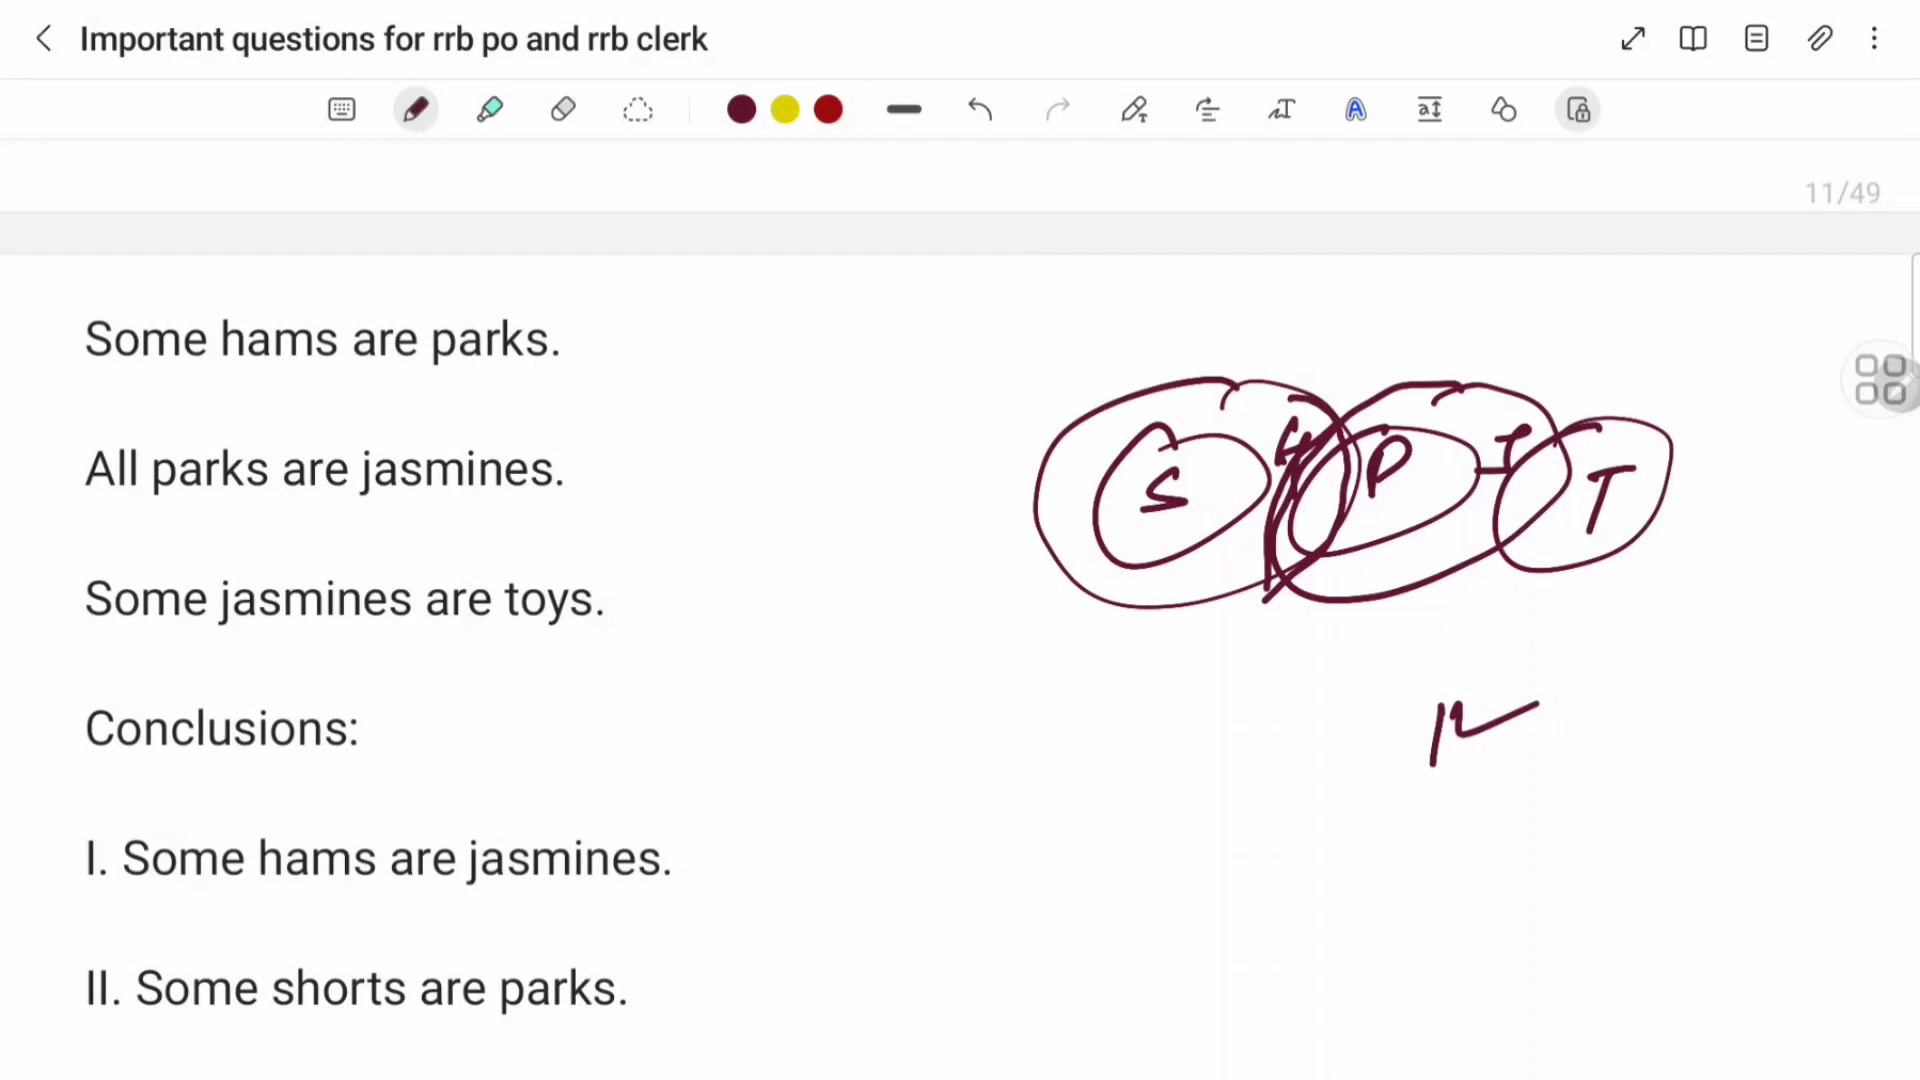 Important questions for rrb po and rrb clerk
11/49
Some hams are parks.
All parks are jasmines.
Some jasmines are toys.
Conclusions:
I. Some hams are jasmines.
II. Some shorts are parks.
S H P J T